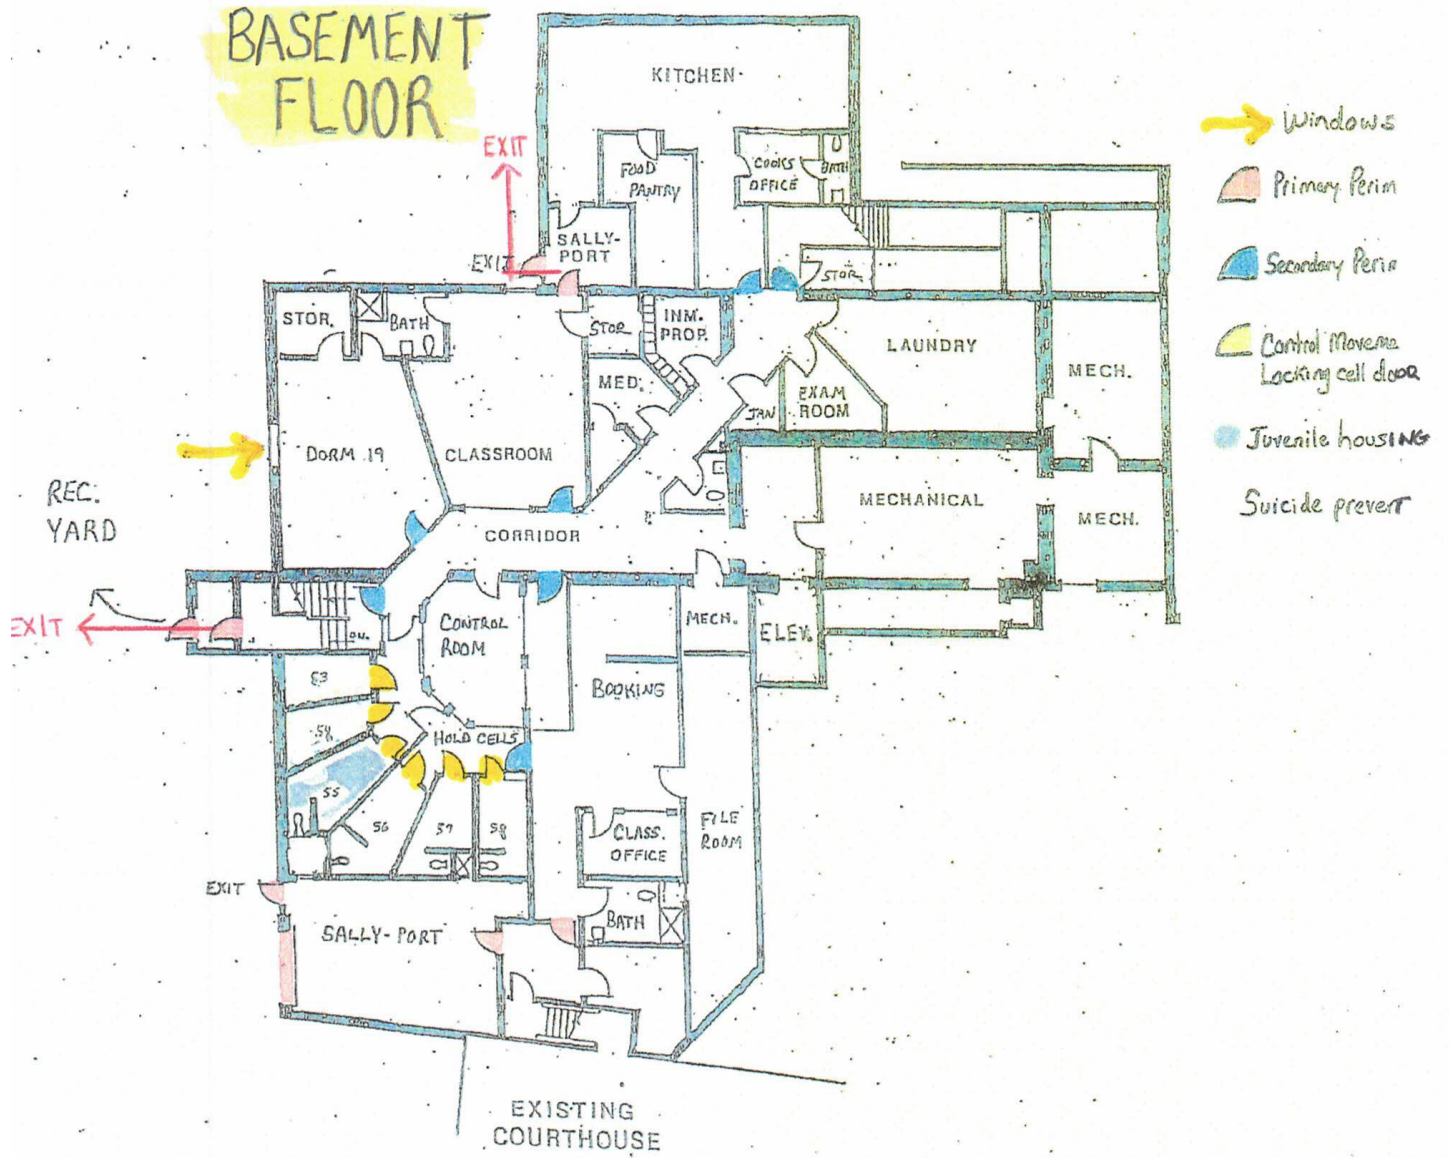 BASEMENT
FLOOR
KITCHEN
Windows
EXIT
FOOD
PANTRY
COOKS
OFFICE
BATH
Primary Perim
SALLY-
PORT
EXIT
STOR.
Secondary Perim
STOR.
BATH
STOR
INM.
PROP.
LAUNDRY
MECH.
Control Moveme
Locking cell door
MED.
EXAM
ROOM
JAN
DORM 19
CLASSROOM
Juvenile housing
REC.
YARD
MECHANICAL
MECH.
Suicide prevent
CORRIDOR
EXIT
CONTROL
ROOM
MECH.
ELEV.
53
BOOKING
HOLD CELLS
55
56
57
58
CLASS.
OFFICE
FILE
ROOM
EXIT
SALLY-PORT
BATH
EXISTING
COURTHOUSE